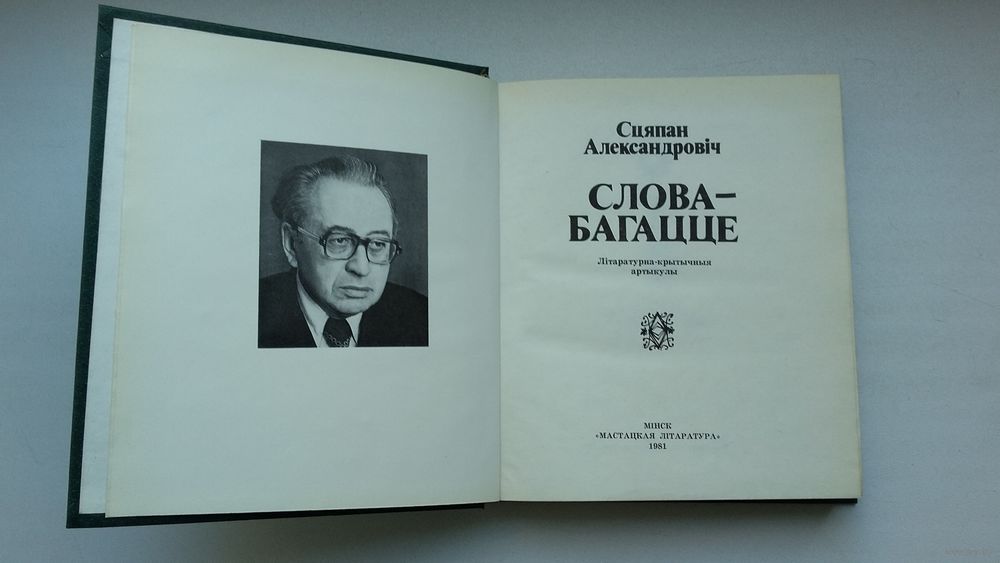 Сцяпан
Александровіч
СЛОВА—
БАГАЦЦЕ
Літаратурна-крытычныя
артыкулы
МІНСК
«МАСТАЦКАЯ ЛІТАРАТУРА»
1981